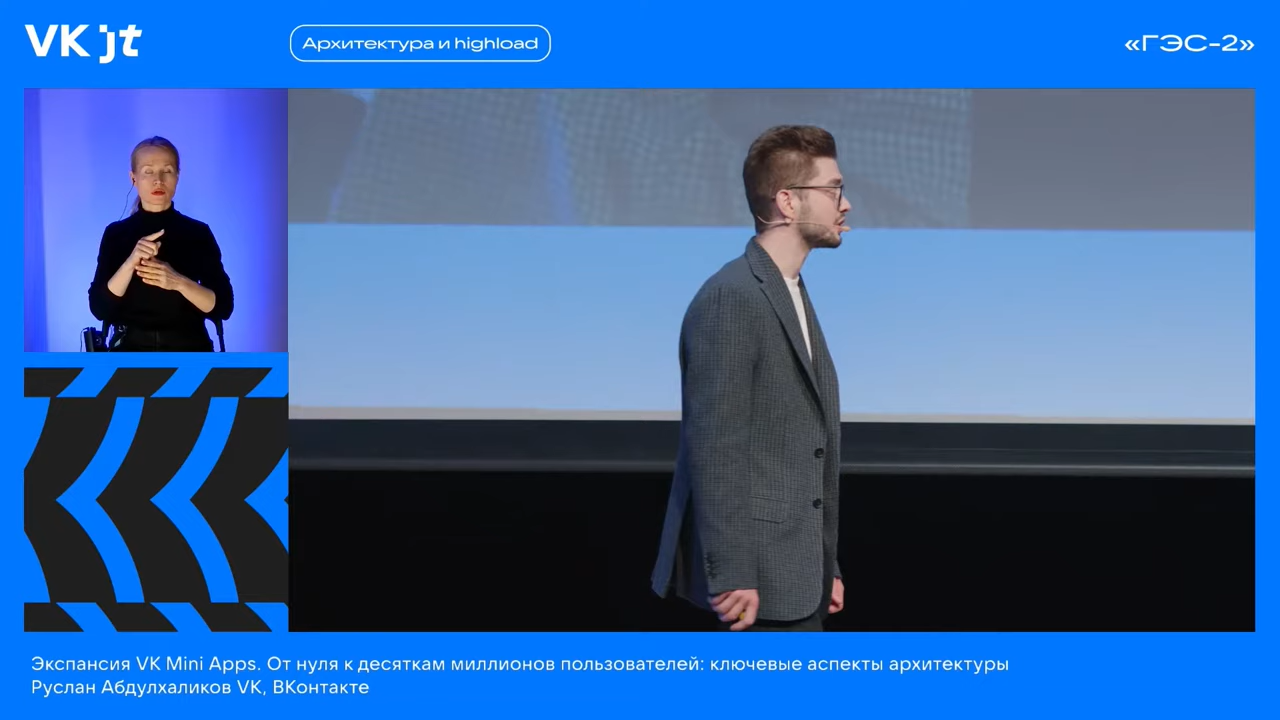 VK jt
Архитектура и highload
«ГЭС-2»
Экспансия VK Mini Apps. От нуля к десяткам миллионов пользователей: ключевые аспекты архитектуры
Руслан Абдулхаликов VK, ВКонтакте